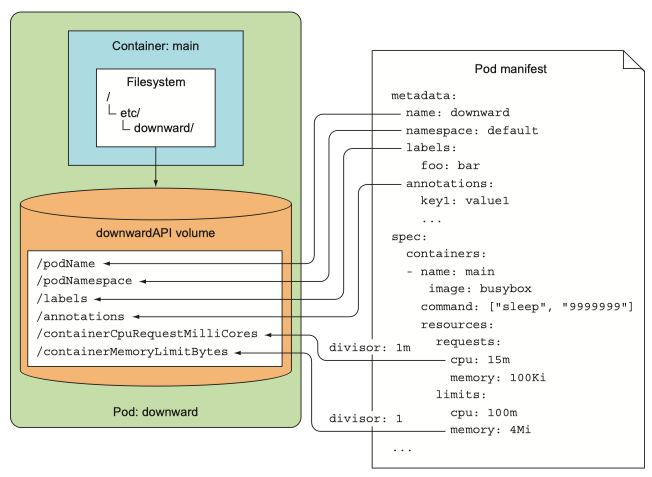 Container: main
Filesystem
/
etc/
downward/
downwardAPI volume
/podName
/podNamespace
/labels
/annotations
/containerCpuRequestMilliCores
/containerMemoryLimitBytes
Pod: downward
divisor: 1m
divisor: 1
Pod manifest
metadata:
name: downward
namespace: default
labels:
foo: bar
annotations:
key1: value1
...
spec:
containers:
- name: main
image: busybox
command: ["sleep", "9999999"]
resources:
requests:
cpu: 15m
memory: 100Ki
limits:
cpu: 100m
memory: 4Mi
...